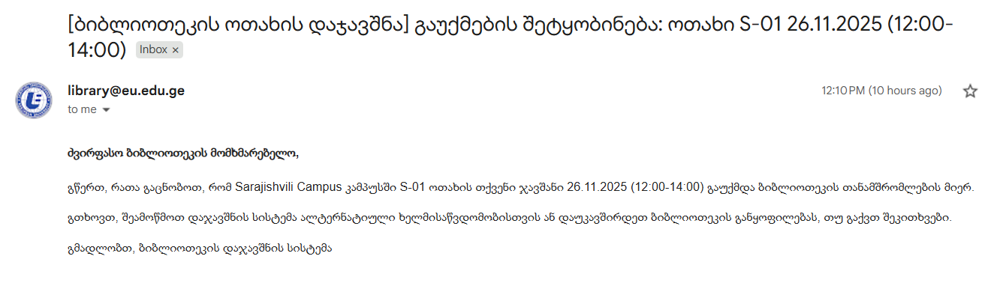 [ბიბლიოთეკის ოთახის დაჯავშნა] გაუქმების შეტყობინება: ოთახი S-01 26.11.2025 (12:00-
14:00) Inbox ×
library@eu.edu.ge 12:10 PM (10 hours ago)
to me
ძვირფასო ბიბლიოთეკის მომხმარებელო,
გწერთ, რათა გაცნობოთ, რომ Sarajishvili Campus კამპუსში S-01 ოთახის თქვენი ჯავშანი 26.11.2025 (12:00-14:00) გაუქმდა ბიბლიოთეკის თანამშრომლების მიერ.
გთხოვთ, შეამოწმოთ დაჯავშნის სისტემა ალტერნატიული ხელმისაწვდომობისთვის ან დაუკავშირდეთ ბიბლიოთეკის განყოფილებას, თუ გაქვთ შეკითხვები.
გმადლობთ, ბიბლიოთეკის დაჯავშნის სისტემა